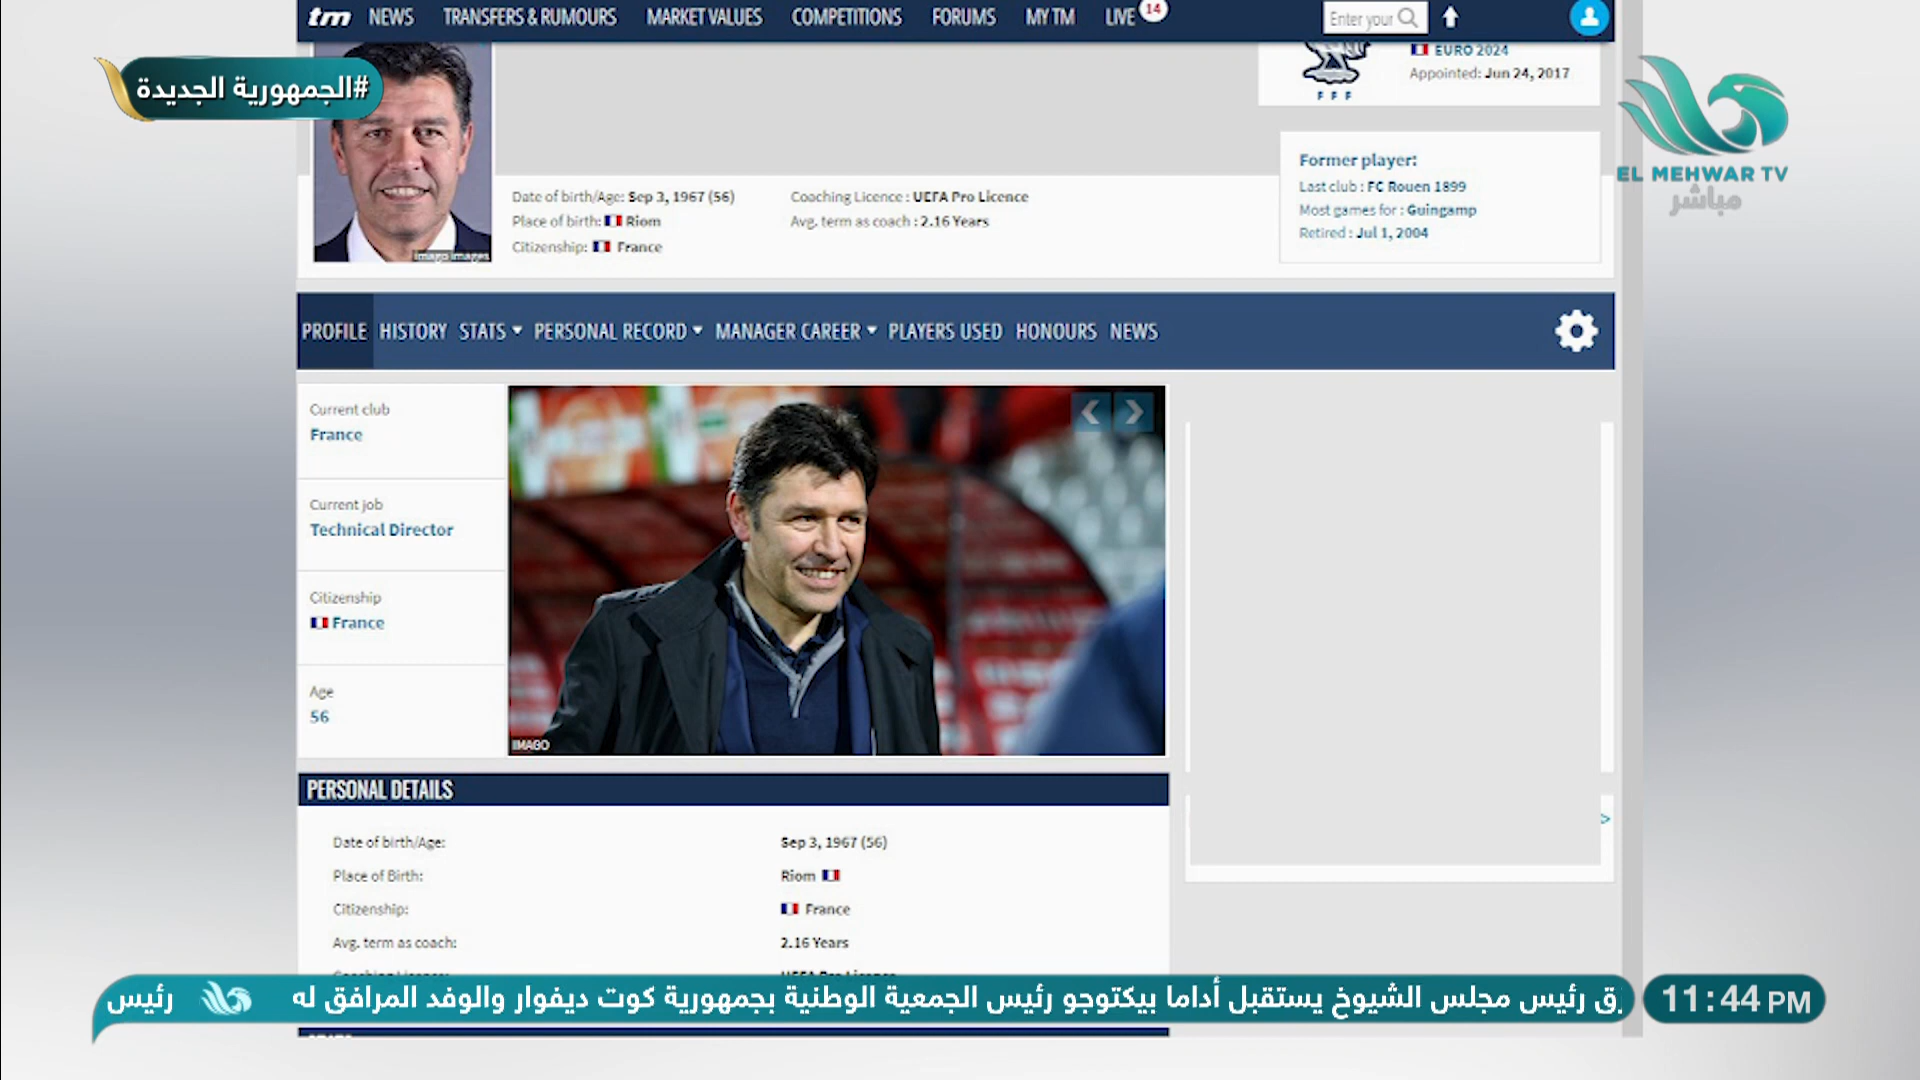 tm NEWS TRANSFERS & RUMOURS MARKET VALUES COMPETITIONS FORUMS MY TM LIVE 14 Enter your
#الجمهورية الجديدة
EURO 2024
Appointed: Jun 24, 2017
FFF
EL MEHWAR TV
مباشر
Imago Images
Date of birth/Age: Sep 3, 1967 (56)
Place of birth: Riom
Citizenship: France
Coaching Licence : UEFA Pro Licence
Avg. term as coach : 2.16 Years
Former player:
Last club : FC Rouen 1899
Most games for : Guingamp
Retired : Jul 1, 2004
PROFILE HISTORY STATS PERSONAL RECORD MANAGER CAREER PLAYERS USED HONOURS NEWS
Current club
France
Current job
Technical Director
Citizenship
France
Age
56
IMAGO
PERSONAL DETAILS
Date of birth/Age: Sep 3, 1967 (56)
Place of Birth: Riom
Citizenship: France
Avg. term as coach: 2.16 Years
رئيس مجلس الشيوخ يستقبل أداما بيكتوجو رئيس الجمعية الوطنية بجمهورية كوت ديفوار والوفد المرافق له رئيس
11:44 PM